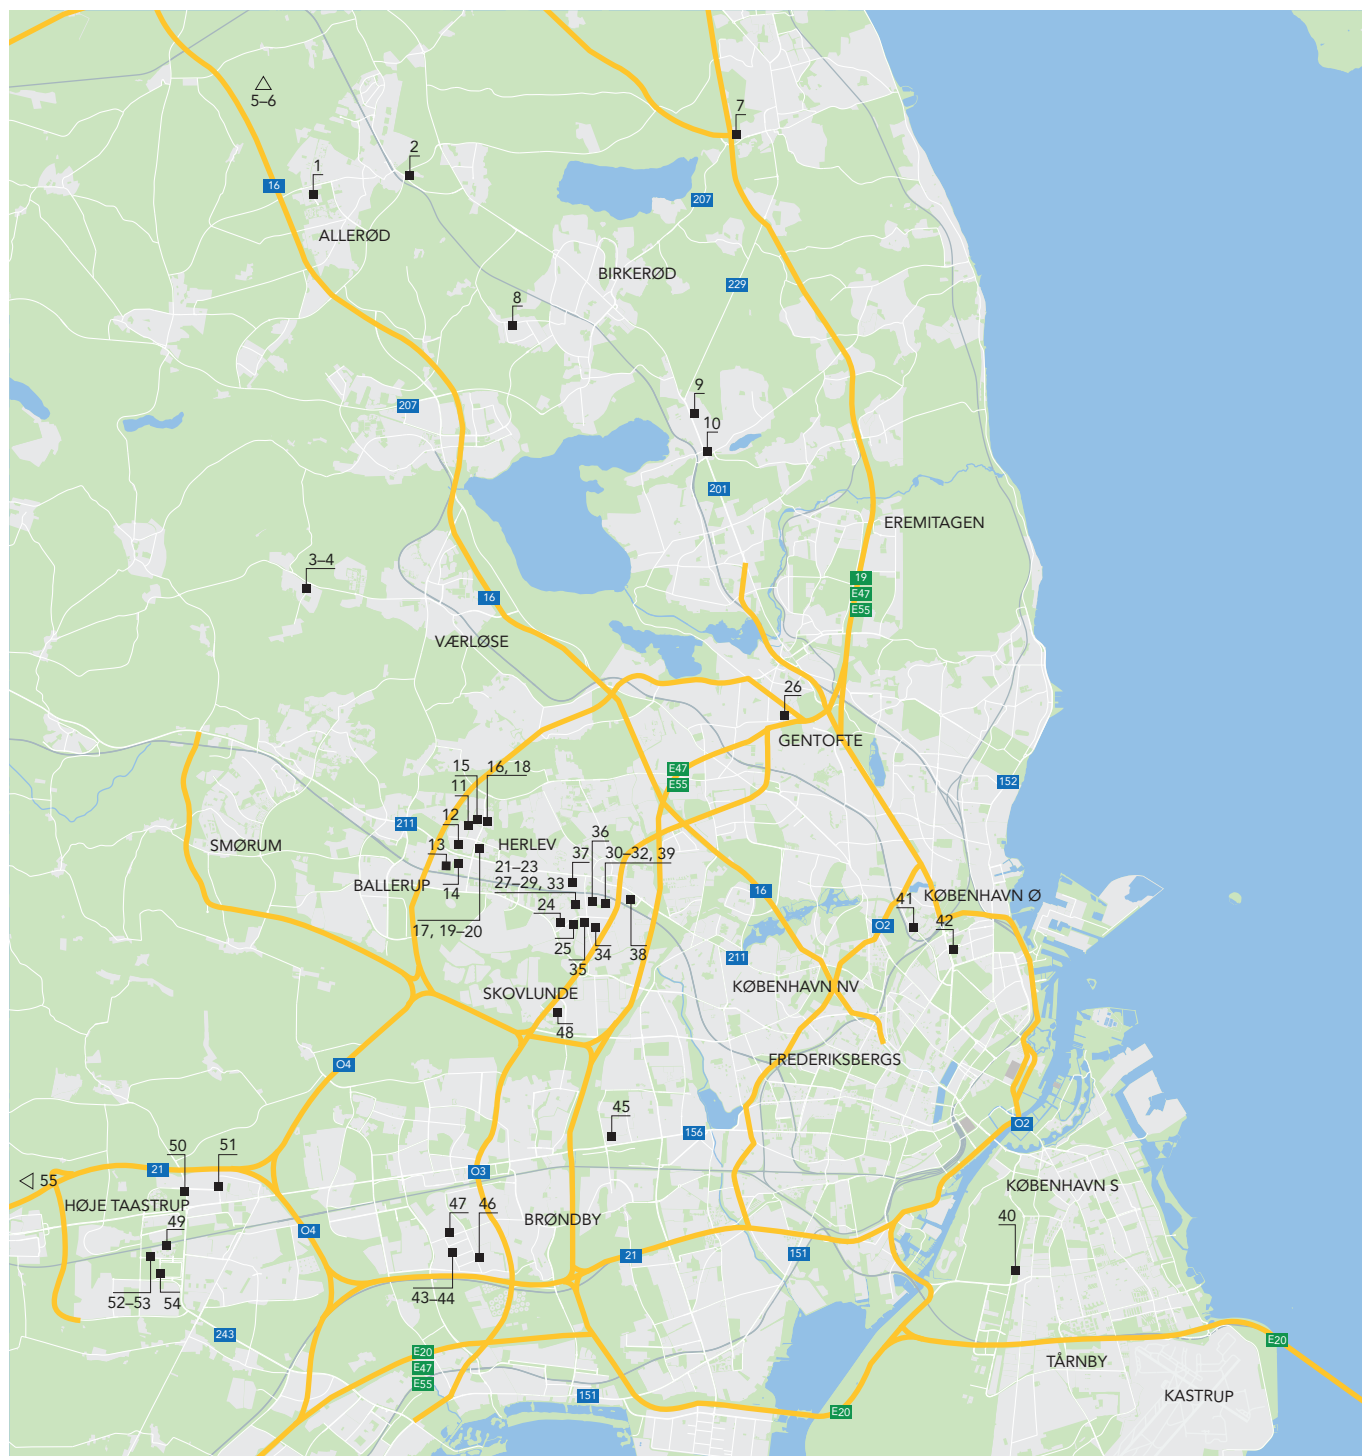 5–6
7
2
1
16
207
ALLERØD
BIRKERØD
229
8
9
207
10
201
EREMITAGEN
3–4
19
E47
E55
16
VÆRLØSE
26
GENTOFTE
15
16, 18
E47
E55
152
11
12
211
36
SMØRUM
13
HERLEV
37
30–32, 39
21–23
27–29, 33
BALLERUP
14
16
KØBENHAVN Ø
24
41
42
O2
17, 19–20
25
34
38
35
211
KØBENHAVN NV
SKOVLUNDE
48
O4
FREDERIKSBERGS
45
156
O2
50
51
21
O3
55
HØJE TAASTRUP
KØBENHAVN S
49
O4
47
46
BRØNDBY
40
21
151
52–53
54
43–44
243
E20
E47
E55
E20
TÅRNBY
151
KASTRUP
E20